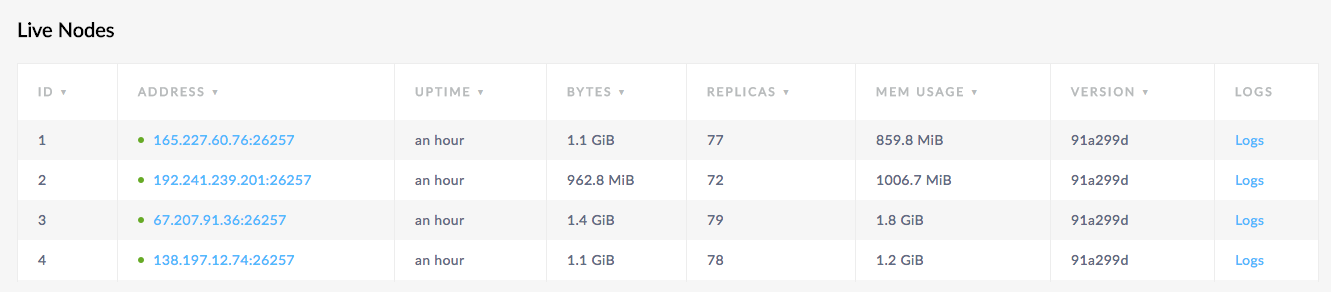 Live Nodes
ID ▼ ADDRESS ▼ UPTIME ▼ BYTES ▼ REPLICAS ▼ MEM USAGE ▼ VERSION ▼ LOGS
1 165.227.60.76:26257 an hour 1.1 GiB 77 859.8 MiB 91a299d Logs
2 192.241.239.201:26257 an hour 962.8 MiB 72 1006.7 MiB 91a299d Logs
3 67.207.91.36:26257 an hour 1.4 GiB 79 1.8 GiB 91a299d Logs
4 138.197.12.74:26257 an hour 1.1 GiB 78 1.2 GiB 91a299d Logs